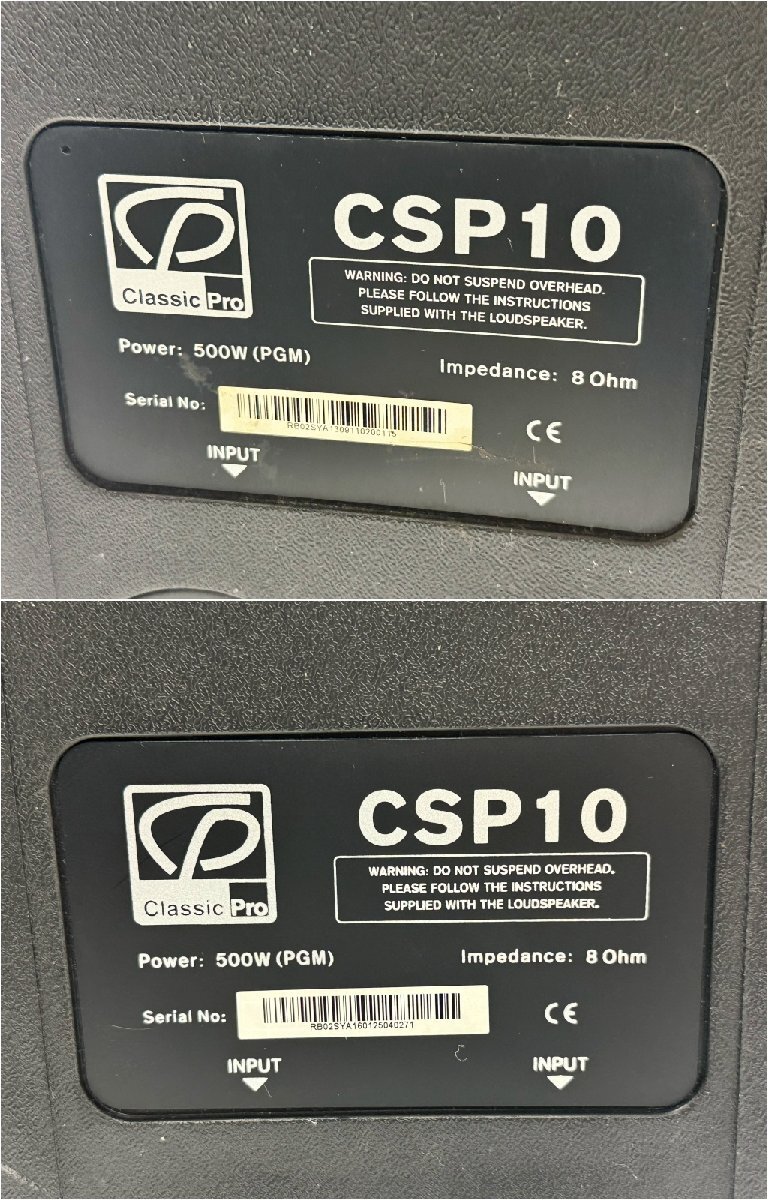 CSP10
WARNING: DO NOT SUSPEND OVERHEAD.
PLEASE FOLLOW THE INSTRUCTIONS
SUPPLIED WITH THE LOUDSPEAKER.
Classic Pro
Power: 500W (PGM)
Impedance: 8 Ohm
Serial No:
RB02SYA1309110200115
CE
INPUT
INPUT
CSP10
WARNING: DO NOT SUSPEND OVERHEAD.
PLEASE FOLLOW THE INSTRUCTIONS
SUPPLIED WITH THE LOUDSPEAKER.
Classic Pro
Power: 500W (PGM)
Impedance: 8 Ohm
Serial No:
RB02SYA160125040271
CE
INPUT
INPUT